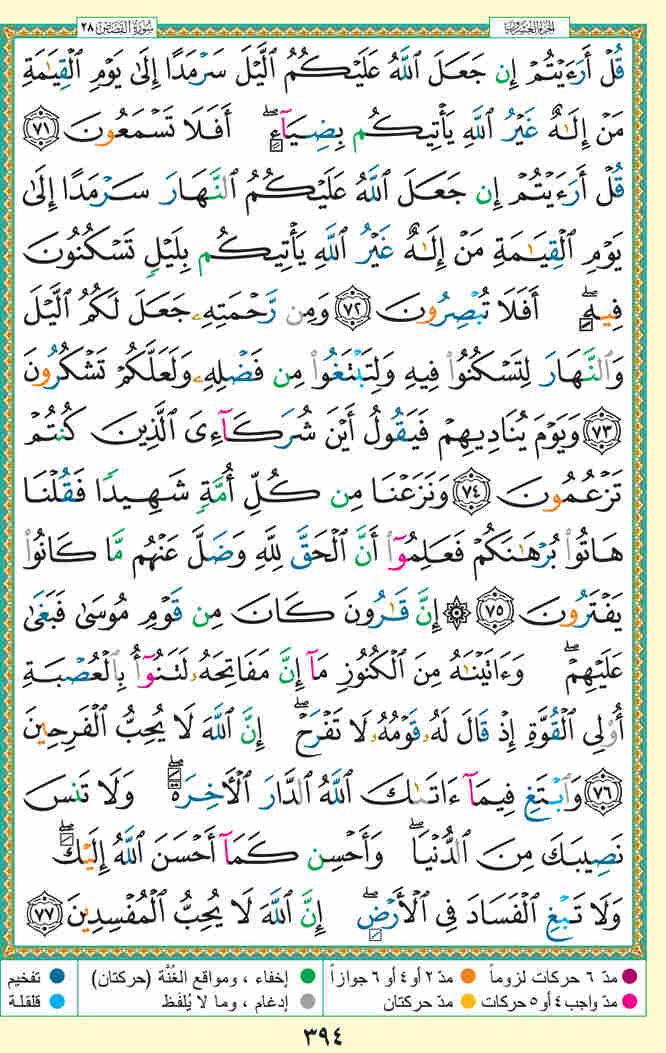 الجزء العشرون
سورة القصص ٢٨
قُلْ أَرَءَيْتُمْ إِن جَعَلَ ٱللَّهُ عَلَيْكُمُ ٱلَّيْلَ سَرْمَدًا إِلَىٰ يَوْمِ ٱلْقِيَٰمَةِ
مَنْ إِلَٰهٌ غَيْرُ ٱللَّهِ يَأْتِيكُم بِضِيَآءٍ ۖ أَفَلَا تَسْمَعُونَ ٧١
قُلْ أَرَءَيْتُمْ إِن جَعَلَ ٱللَّهُ عَلَيْكُمُ ٱلنَّهَارَ سَرْمَدًا إِلَىٰ
يَوْمِ ٱلْقِيَٰمَةِ مَنْ إِلَٰهٌ غَيْرُ ٱللَّهِ يَأْتِيكُم بِلَيْلٍ تَسْكُنُونَ
فِيهِ ۖ أَفَلَا تُبْصِرُونَ ٧٢ وَمِن رَّحْمَتِهِۦ جَعَلَ لَكُمُ ٱلَّيْلَ
وَٱلنَّهَارَ لِتَسْكُنُوا۟ فِيهِ وَلِتَبْتَغُوا۟ مِن فَضْلِهِۦ وَلَعَلَّكُمْ تَشْكُرُونَ
٧٣ وَيَوْمَ يُنَادِيهِمْ فَيَقُولُ أَيْنَ شُرَكَآءِىَ ٱلَّذِينَ كُنتُمْ
تَزْعُمُونَ ٧٤ وَنَزَعْنَا مِن كُلِّ أُمَّةٍ شَهِيدًا فَقُلْنَا
هَاتُوا۟ بُرْهَٰنَكُمْ فَعَلِمُوٓا۟ أَنَّ ٱلْحَقَّ لِلَّهِ وَضَلَّ عَنْهُم مَّا كَانُوا۟
يَفْتَرُونَ ٧٥ ۞ إِنَّ قَٰرُونَ كَانَ مِن قَوْمِ مُوسَىٰ فَبَغَىٰ
عَلَيْهِمْ ۖ وَءَاتَيْنَٰهُ مِنَ ٱلْكُنُوزِ مَآ إِنَّ مَفَاتِحَهُۥ لَتَنُوٓأُ بِٱلْعُصْبَةِ
أُو۟لِى ٱلْقُوَّةِ إِذْ قَالَ لَهُۥ قَوْمُهُۥ لَا تَفْرَحْ ۖ إِنَّ ٱللَّهَ لَا يُحِبُّ ٱلْفَرِحِينَ
٧٦ وَٱبْتَغِ فِيمَآ ءَاتَىٰكَ ٱللَّهُ ٱلدَّارَ ٱلْءَاخِرَةَ ۖ وَلَا تَنسَ
نَصِيبَكَ مِنَ ٱلدُّنْيَا ۖ وَأَحْسِن كَمَآ أَحْسَنَ ٱللَّهُ إِلَيْكَ ۖ
وَلَا تَبْغِ ٱلْفَسَادَ فِى ٱلْأَرْضِ ۖ إِنَّ ٱللَّهَ لَا يُحِبُّ ٱلْمُفْسِدِينَ ٧٧
مدّ ٦ حركات لزوماً مدّ ٢ أو ٤ أو ٦ جوازاً إخفاء ، ومواقع الغُنَّة (حركتان) تفخيم
مدّ واجب ٤ أو ٥ حركات مدّ حركتان إدغام ، وما لا يُلفَظ قلقلة
٣٩٤